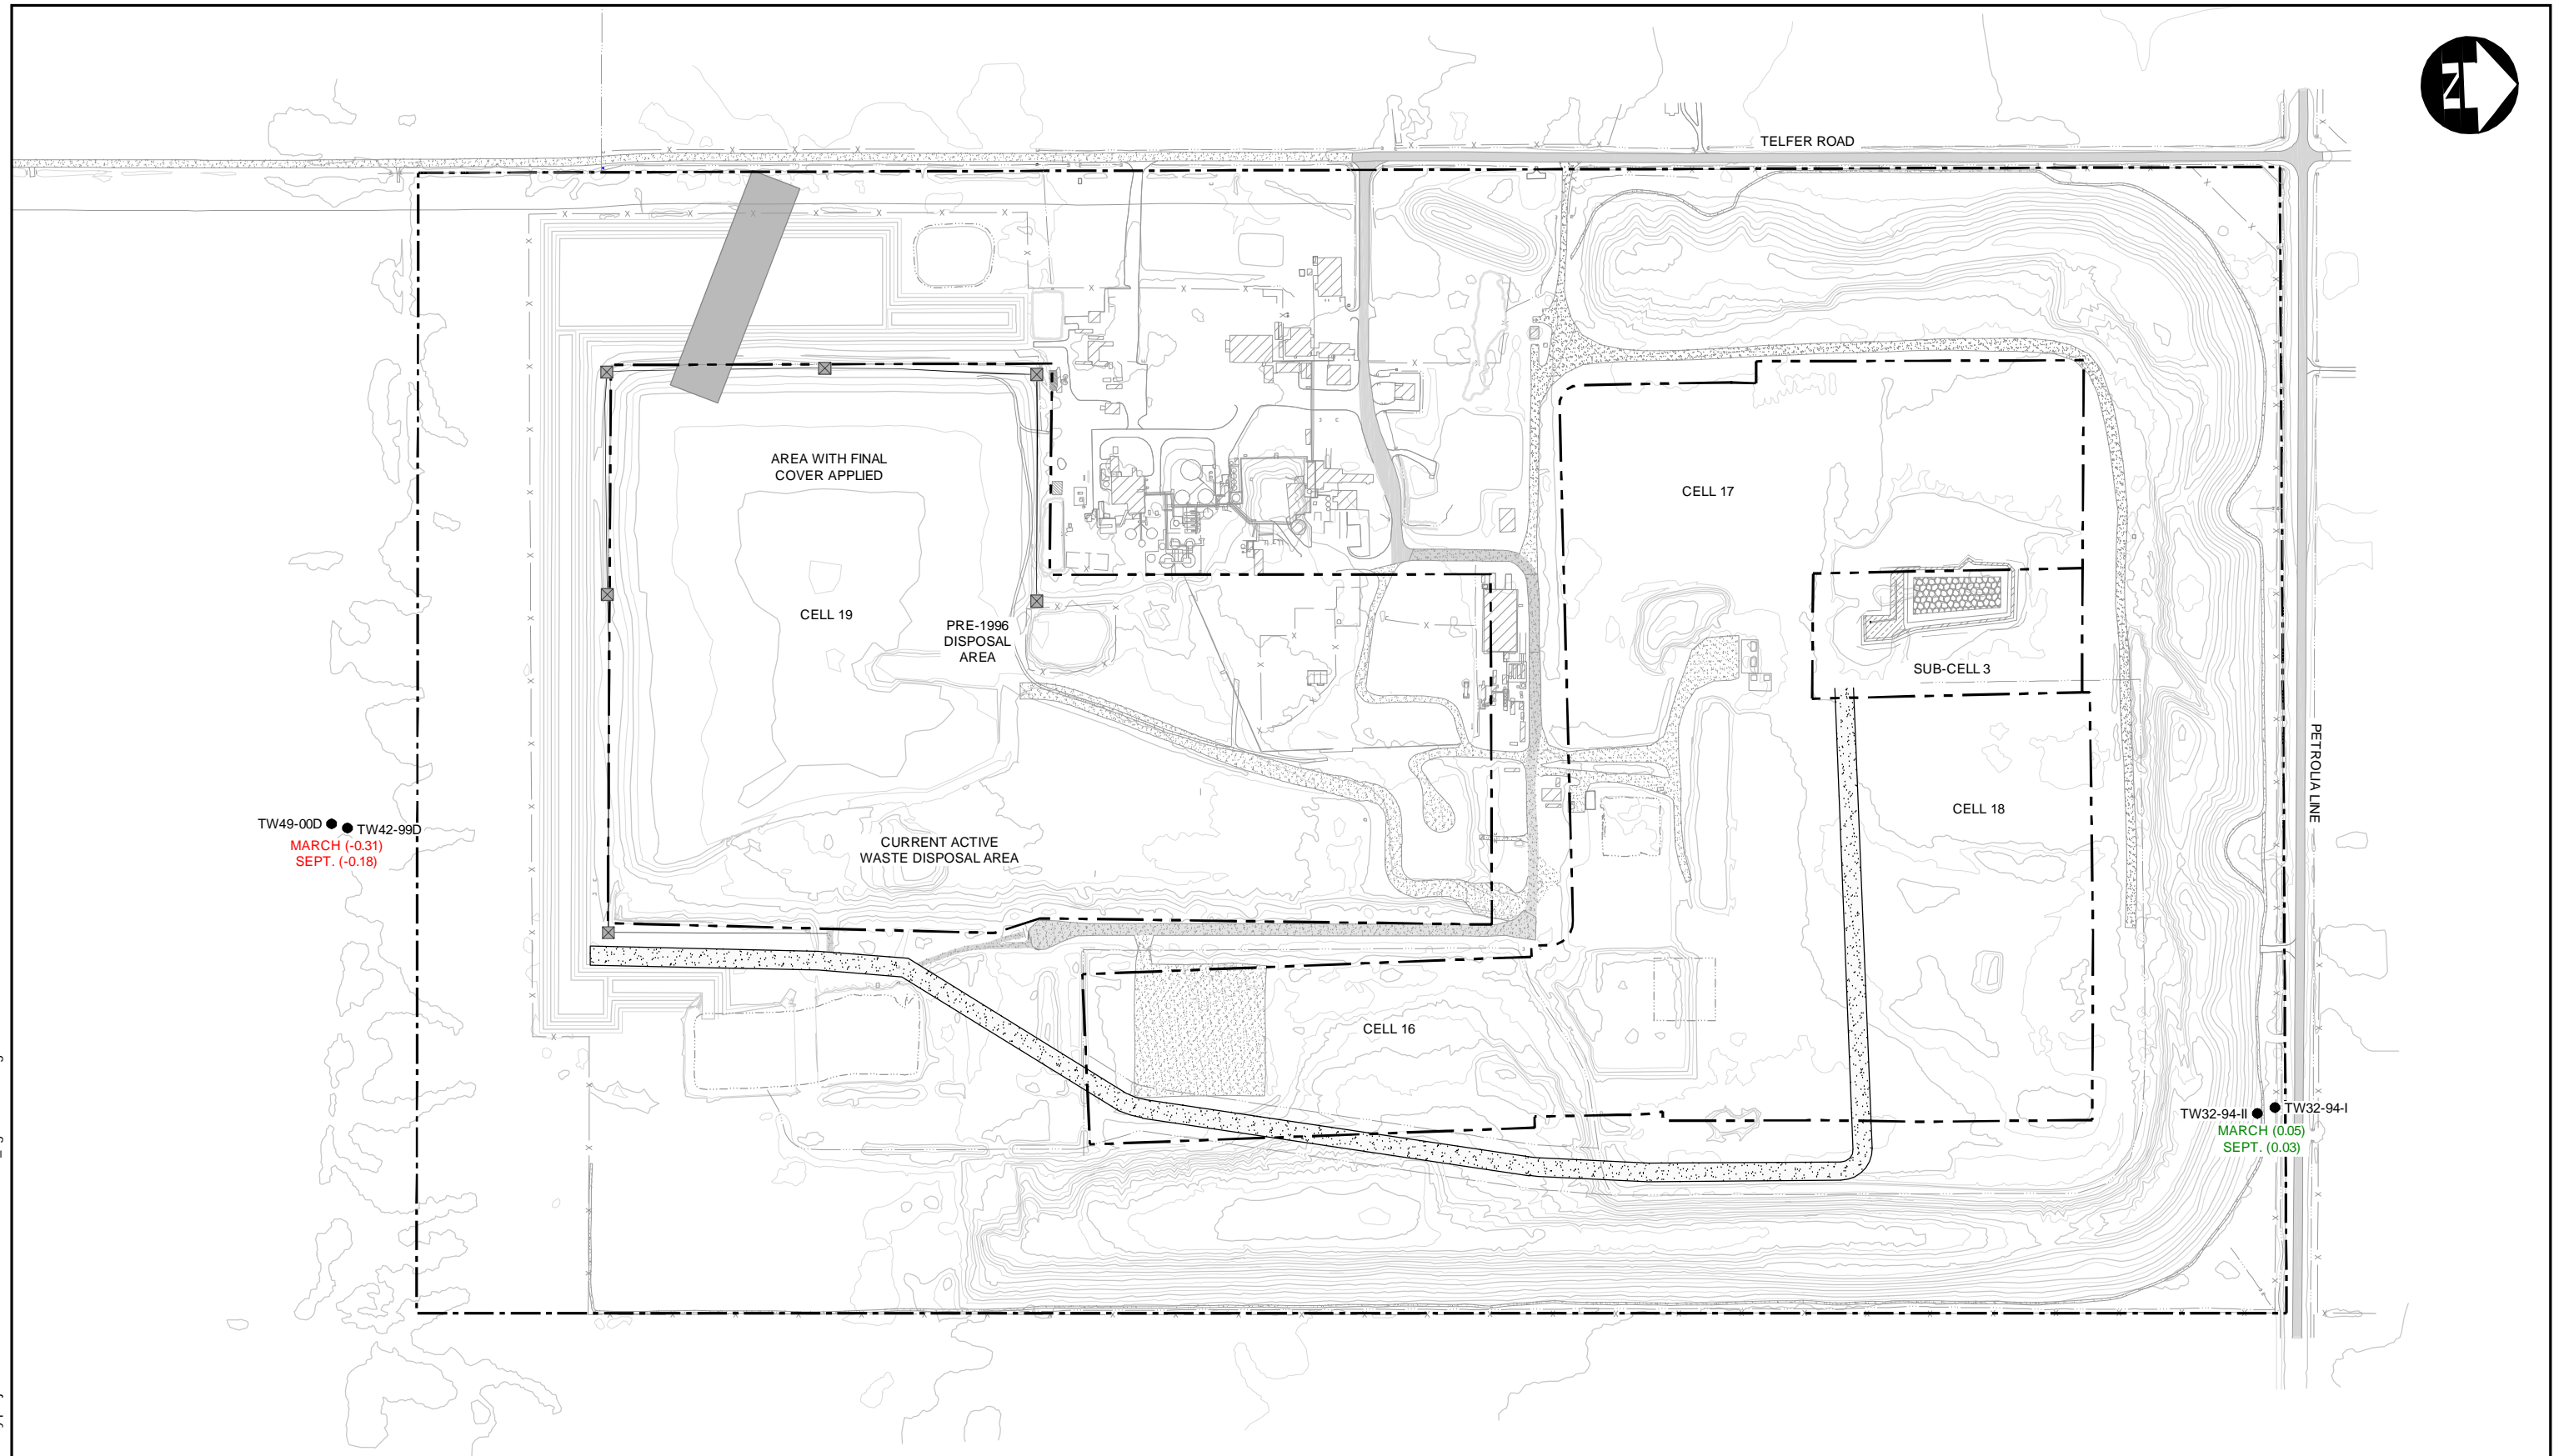 N
TELFER ROAD
AREA WITH FINAL
COVER APPLIED
CELL 17
CELL 19
PRE-1996
DISPOSAL
AREA
SUB-CELL 3
PETROLIA LINE
CELL 18
TW49-00D
TW42-99D
MARCH (-0.31)
SEPT. (-0.18)
CURRENT ACTIVE
WASTE DISPOSAL AREA
CELL 16
TW32-94-II
TW32-94-I
MARCH (0.05)
SEPT. (0.03)